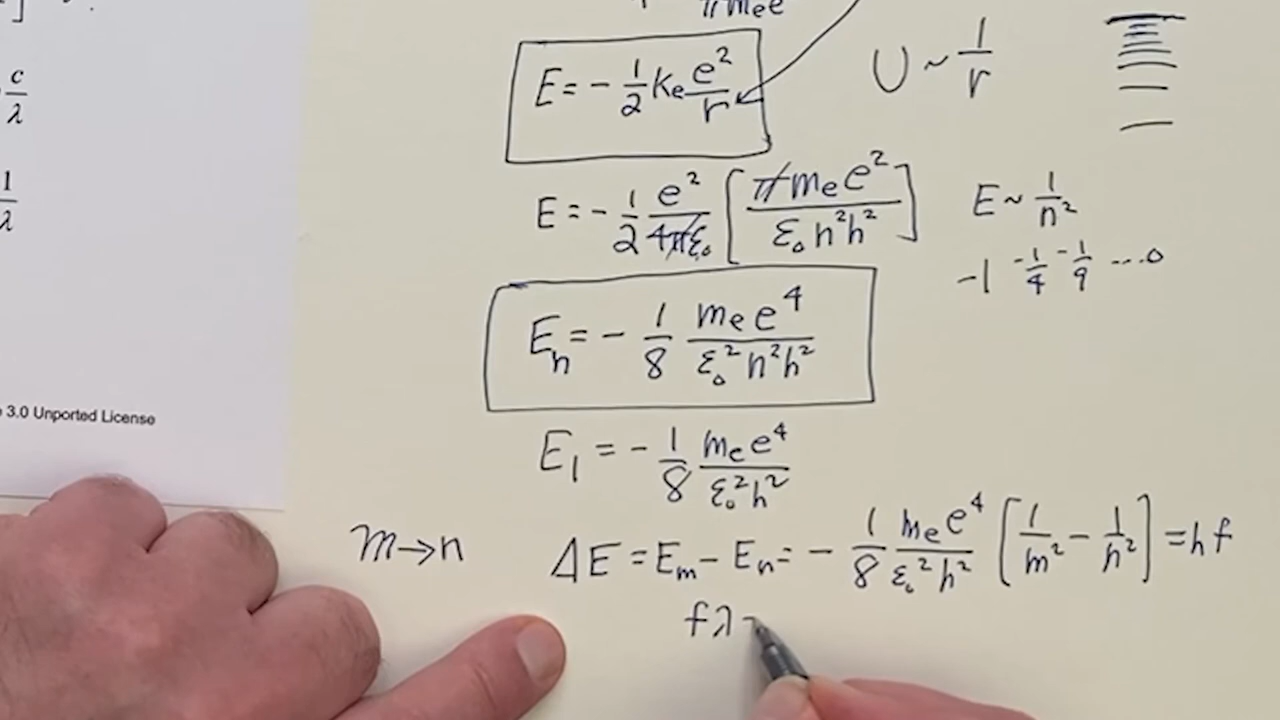 πmₑe
E = - 1/2 kₑ e²/r
U ~ 1/r
c/λ
E = - 1/2 e²/4πε₀ [πmₑe²/ε₀n²h²]
1/λ
E ~ 1/n²
-1 -1/4 -1/9 ...0
Eₙ = - 1/8 mₑe⁴/ε₀²n²h²
3.0 Unported License
E₁ = - 1/8 mₑe⁴/ε₀²h²
m→n
ΔE = Eₘ - Eₙ = - 1/8 mₑe⁴/ε₀²h² [1/m² - 1/n²] = hf
fλ